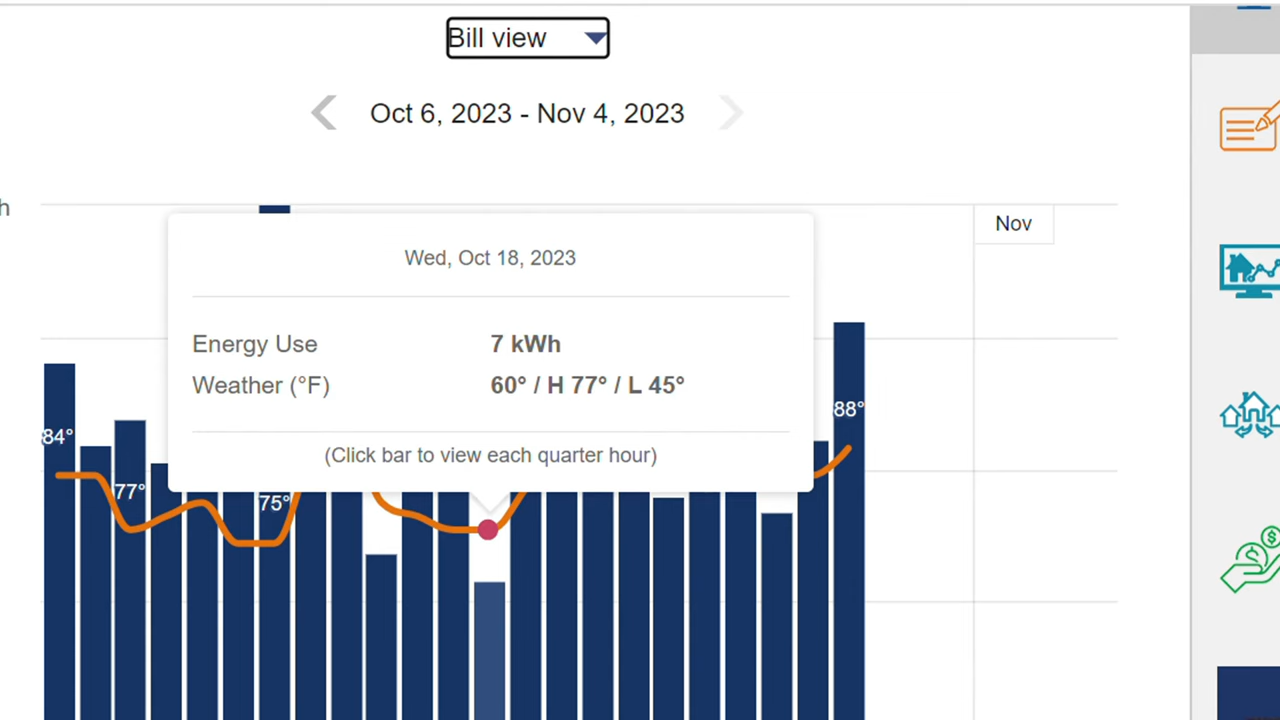 Bill view
Oct 6, 2023 - Nov 4, 2023
h
Nov
Wed, Oct 18, 2023
Energy Use 7 kWh
Weather (°F) 60° / H 77° / L 45°
(Click bar to view each quarter hour)
88°
84°
77°
75°